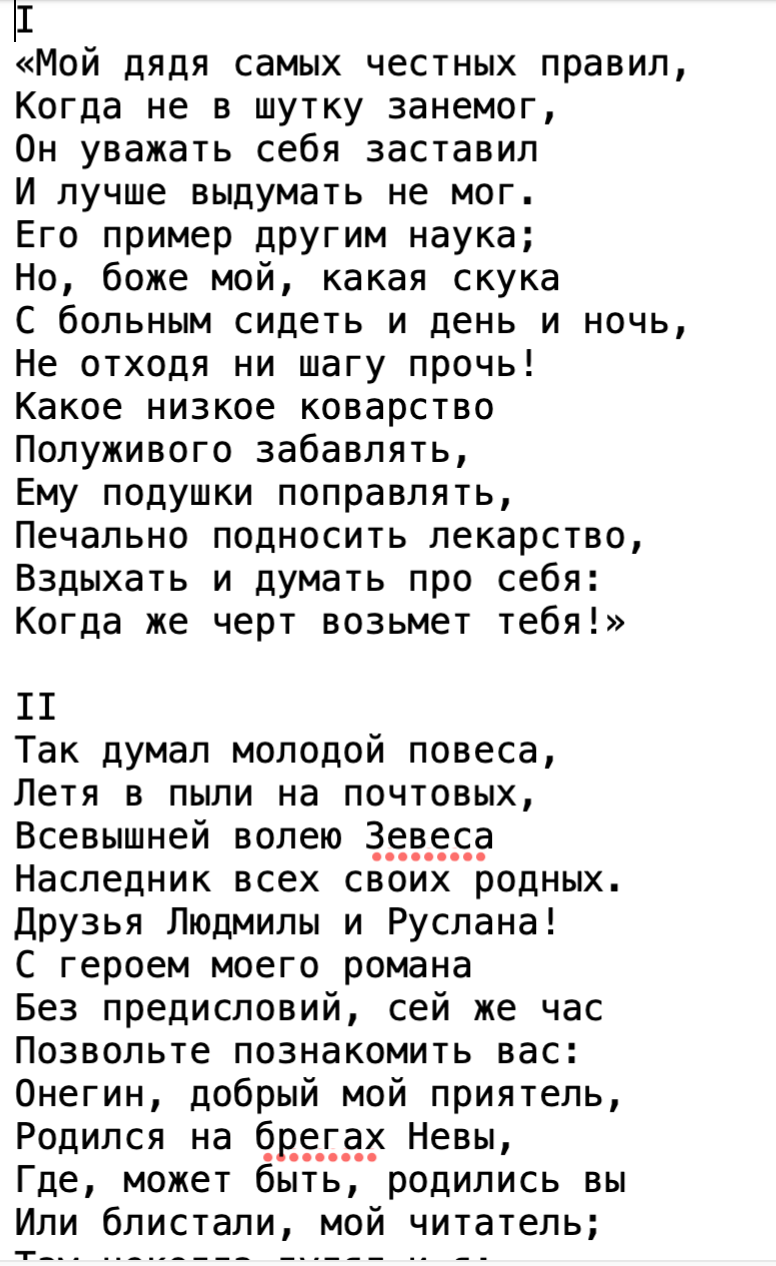 I
«Мой дядя самых честных правил,
Когда не в шутку занемог,
Он уважать себя заставил
И лучше выдумать не мог.
Его пример другим наука;
Но, боже мой, какая скука
С больным сидеть и день и ночь,
Не отходя ни шагу прочь!
Какое низкое коварство
Полуживого забавлять,
Ему подушки поправлять,
Печально подносить лекарство,
Вздыхать и думать про себя:
Когда же черт возьмет тебя!»

II
Так думал молодой повеса,
Летя в пыли на почтовых,
Всевышней волею Зевеса
Наследник всех своих родных.
Друзья Людмилы и Руслана!
С героем моего романа
Без предисловий, сей же час
Позвольте познакомить вас:
Онегин, добрый мой приятель,
Родился на брегах Невы,
Где, может быть, родились вы
Или блистали, мой читатель;